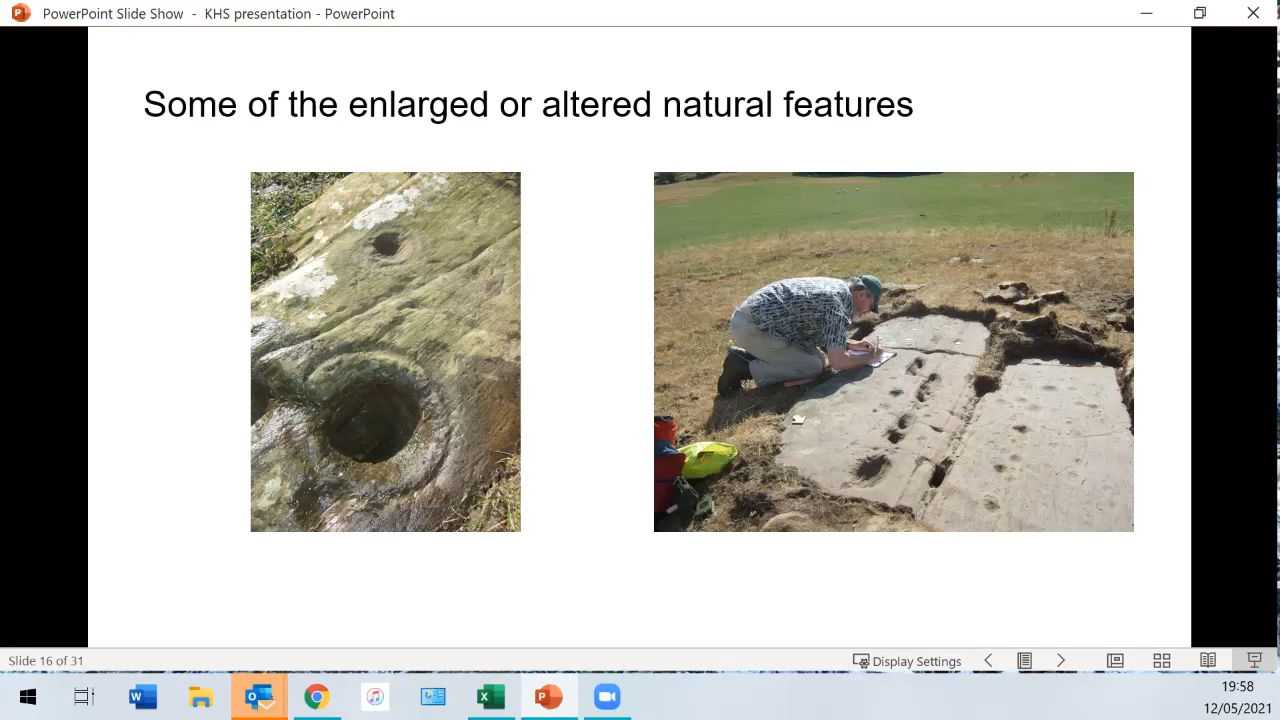 PowerPoint Slide Show - KHS presentation - PowerPoint
Some of the enlarged or altered natural features
Slide 16 of 31
Display Settings
19:58
12/05/2021